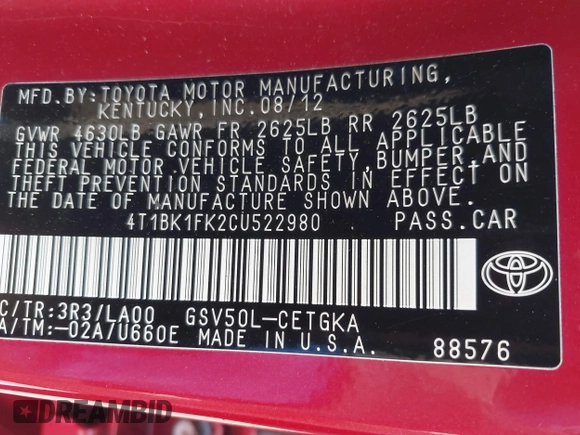 MFD.BY:TOYOTA MOTOR MANUFACTURING,
KENTUCKY, INC. 08/12
GVWR 4630LB GAWR FR 2625LB RR 2625LB
THIS VEHICLE CONFORMS TO ALL APPLICABLE
FEDERAL MOTOR VEHICLE SAFETY, BUMPER, AND
THEFT PREVENTION STANDARDS IN EFFECT ON
THE DATE OF MANUFACTURE SHOWN ABOVE.
4T1BK1FK2CU522980 PASS.CAR
C/TR:3R3/LA00 GSV50L-CETGKA
A/TM:-02A/U660E MADE IN U.S.A. 88576
TOYOTA
DREAMBID